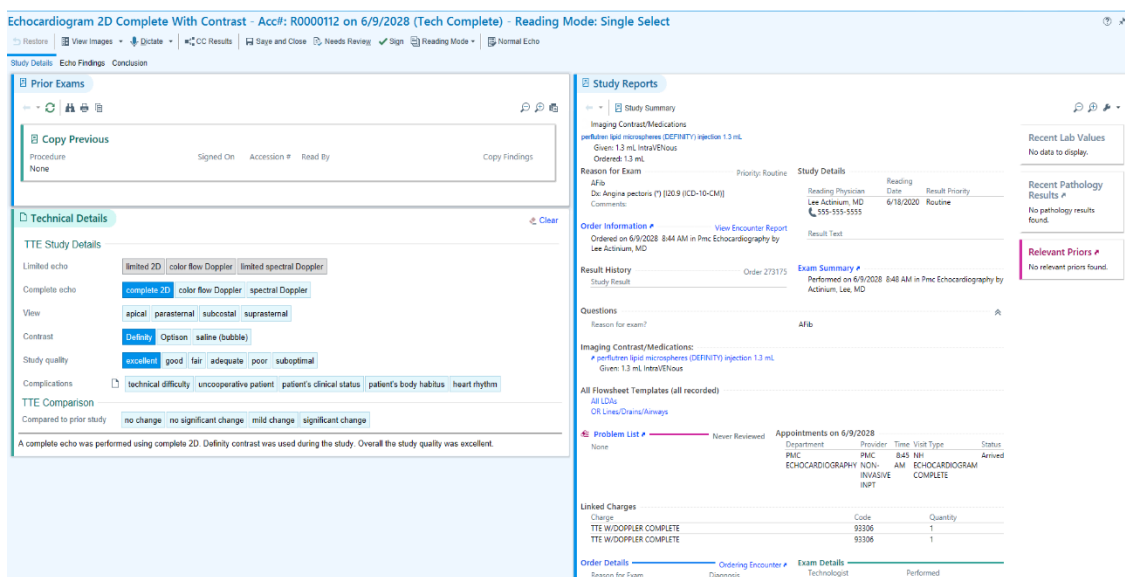 Echocardiogram 2D Complete With Contrast - Acc#: R0000112 on 6/9/2028 (Tech Complete) - Reading Mode: Single Select
Restore View Images Dictate CC Results Save and Close Needs Review Sign Reading Mode Normal Echo
Study Details Echo Findings Conclusion
Prior Exams
Copy Previous
Procedure Signed On Accession # Read By Copy Findings
None
Technical Details Clear
TTE Study Details
Limited echo limited 2D color flow Doppler limited spectral Doppler
Complete echo complete 2D color flow Doppler spectral Doppler
View apical parasternal subcostal suprasternal
Contrast Definity Optison saline (bubble)
Study quality excellent good fair adequate poor suboptimal
Complications technical difficulty uncooperative patient patient's clinical status patient's body habitus heart rhythm
TTE Comparison
Compared to prior study no change no significant change mild change significant change
A complete echo was performed using complete 2D. Definity contrast was used during the study. Overall the study quality was excellent.
Study Reports
Study Summary
Imaging Contrast/Medications
perflutren lipid microspheres (DEFINITY) injection 1.3 mL
Given: 1.3 mL IntraVENous
Ordered: 1.3 mL
Reason for Exam Priority: Routine
AFib
Dx: Angina pectoris (*) [I20.9 (ICD-10-CM)]
Comments:
Study Details
Reading Physician Reading Date Result Priority
Lee Actinium, MD 6/18/2020 Routine
555-555-5555
Result Text
Order Information View Encounter Report
Ordered on 6/9/2028 8:44 AM in Pmc Echocardiography by
Lee Actinium, MD
Result History Order 273175
Study Result
Exam Summary
Performed on 6/9/2028 8:48 AM in Pmc Echocardiography by
Actinium, Lee, MD
Questions
Reason for exam? AFib
Imaging Contrast/Medications:
perflutren lipid microspheres (DEFINITY) injection 1.3 mL
Given: 1.3 mL IntraVENous
All Flowsheet Templates (all recorded)
All LDAs
OR Lines/Drains/Airways
Problem List Never Reviewed
None
Appointments on 6/9/2028
Department Provider Time Visit Type Status
PMC PMC 8:45 NH Arrived
ECHOCARDIOGRAPHY NON- AM ECHOCARDIOGRAM
INVASIVE COMPLETE
INPT
Linked Charges
Charge Code Quantity
TTE W/DOPPLER COMPLETE 93306 1
TTE W/DOPPLER COMPLETE 93306 1
Order Details Ordering Encounter
Reason for Exam Diagnosis
Exam Details
Technologist Performed
Recent Lab Values
No data to display.
Recent Pathology
Results
No pathology results
found.
Relevant Priors
No relevant priors found.